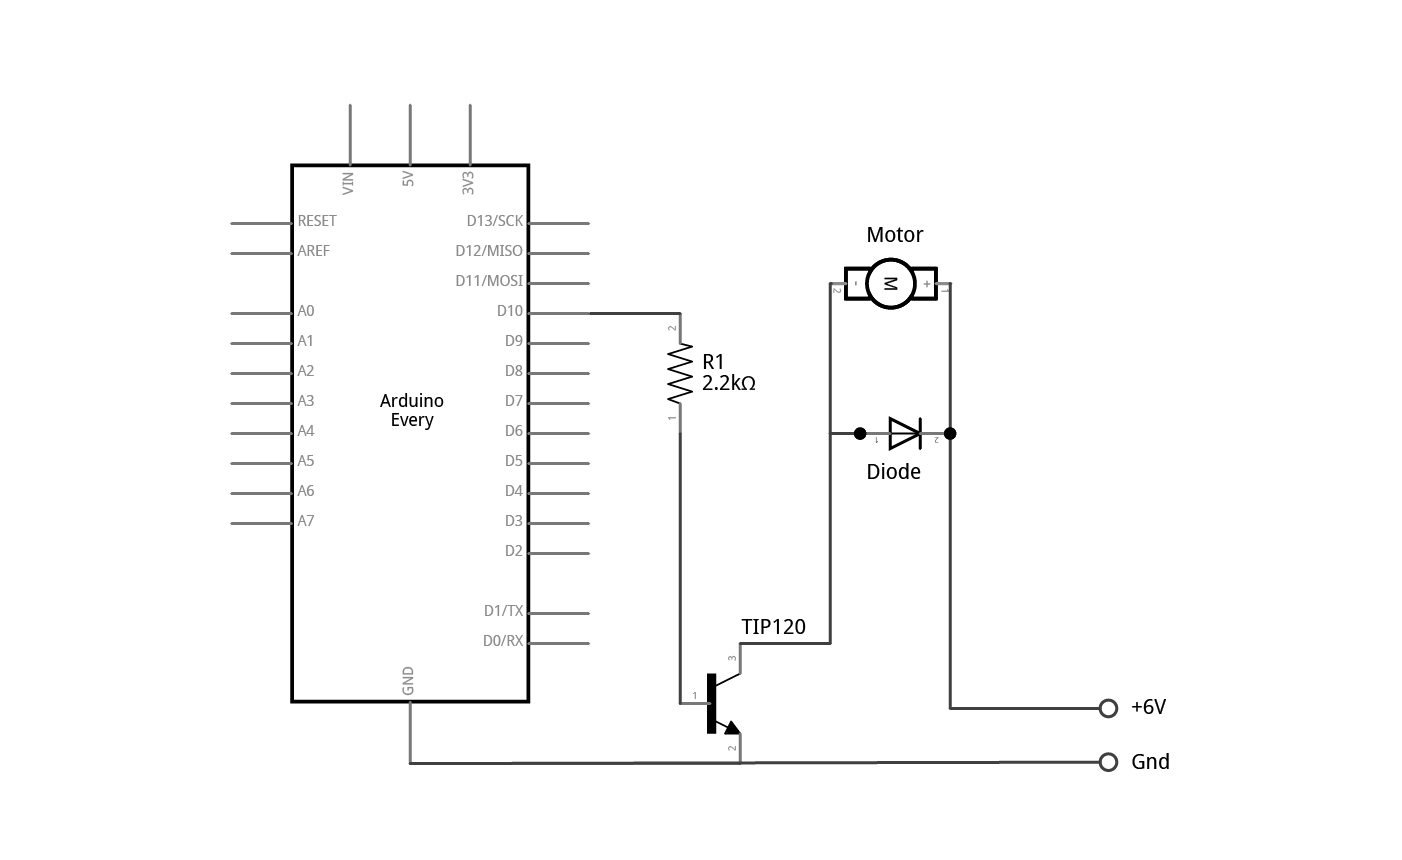 VIN
5V
3V3
RESET
AREF
A0
A1
A2
A3
A4
A5
A6
A7
Arduino
Every
D13/SCK
D12/MISO
D11/MOSI
D10
D9
D8
D7
D6
D5
D4
D3
D2
D1/TX
D0/RX
GND
2
R1
2.2kΩ
1
Motor
2
-
M
+
1
1
2
Diode
TIP120
3
1
2
+6V
Gnd